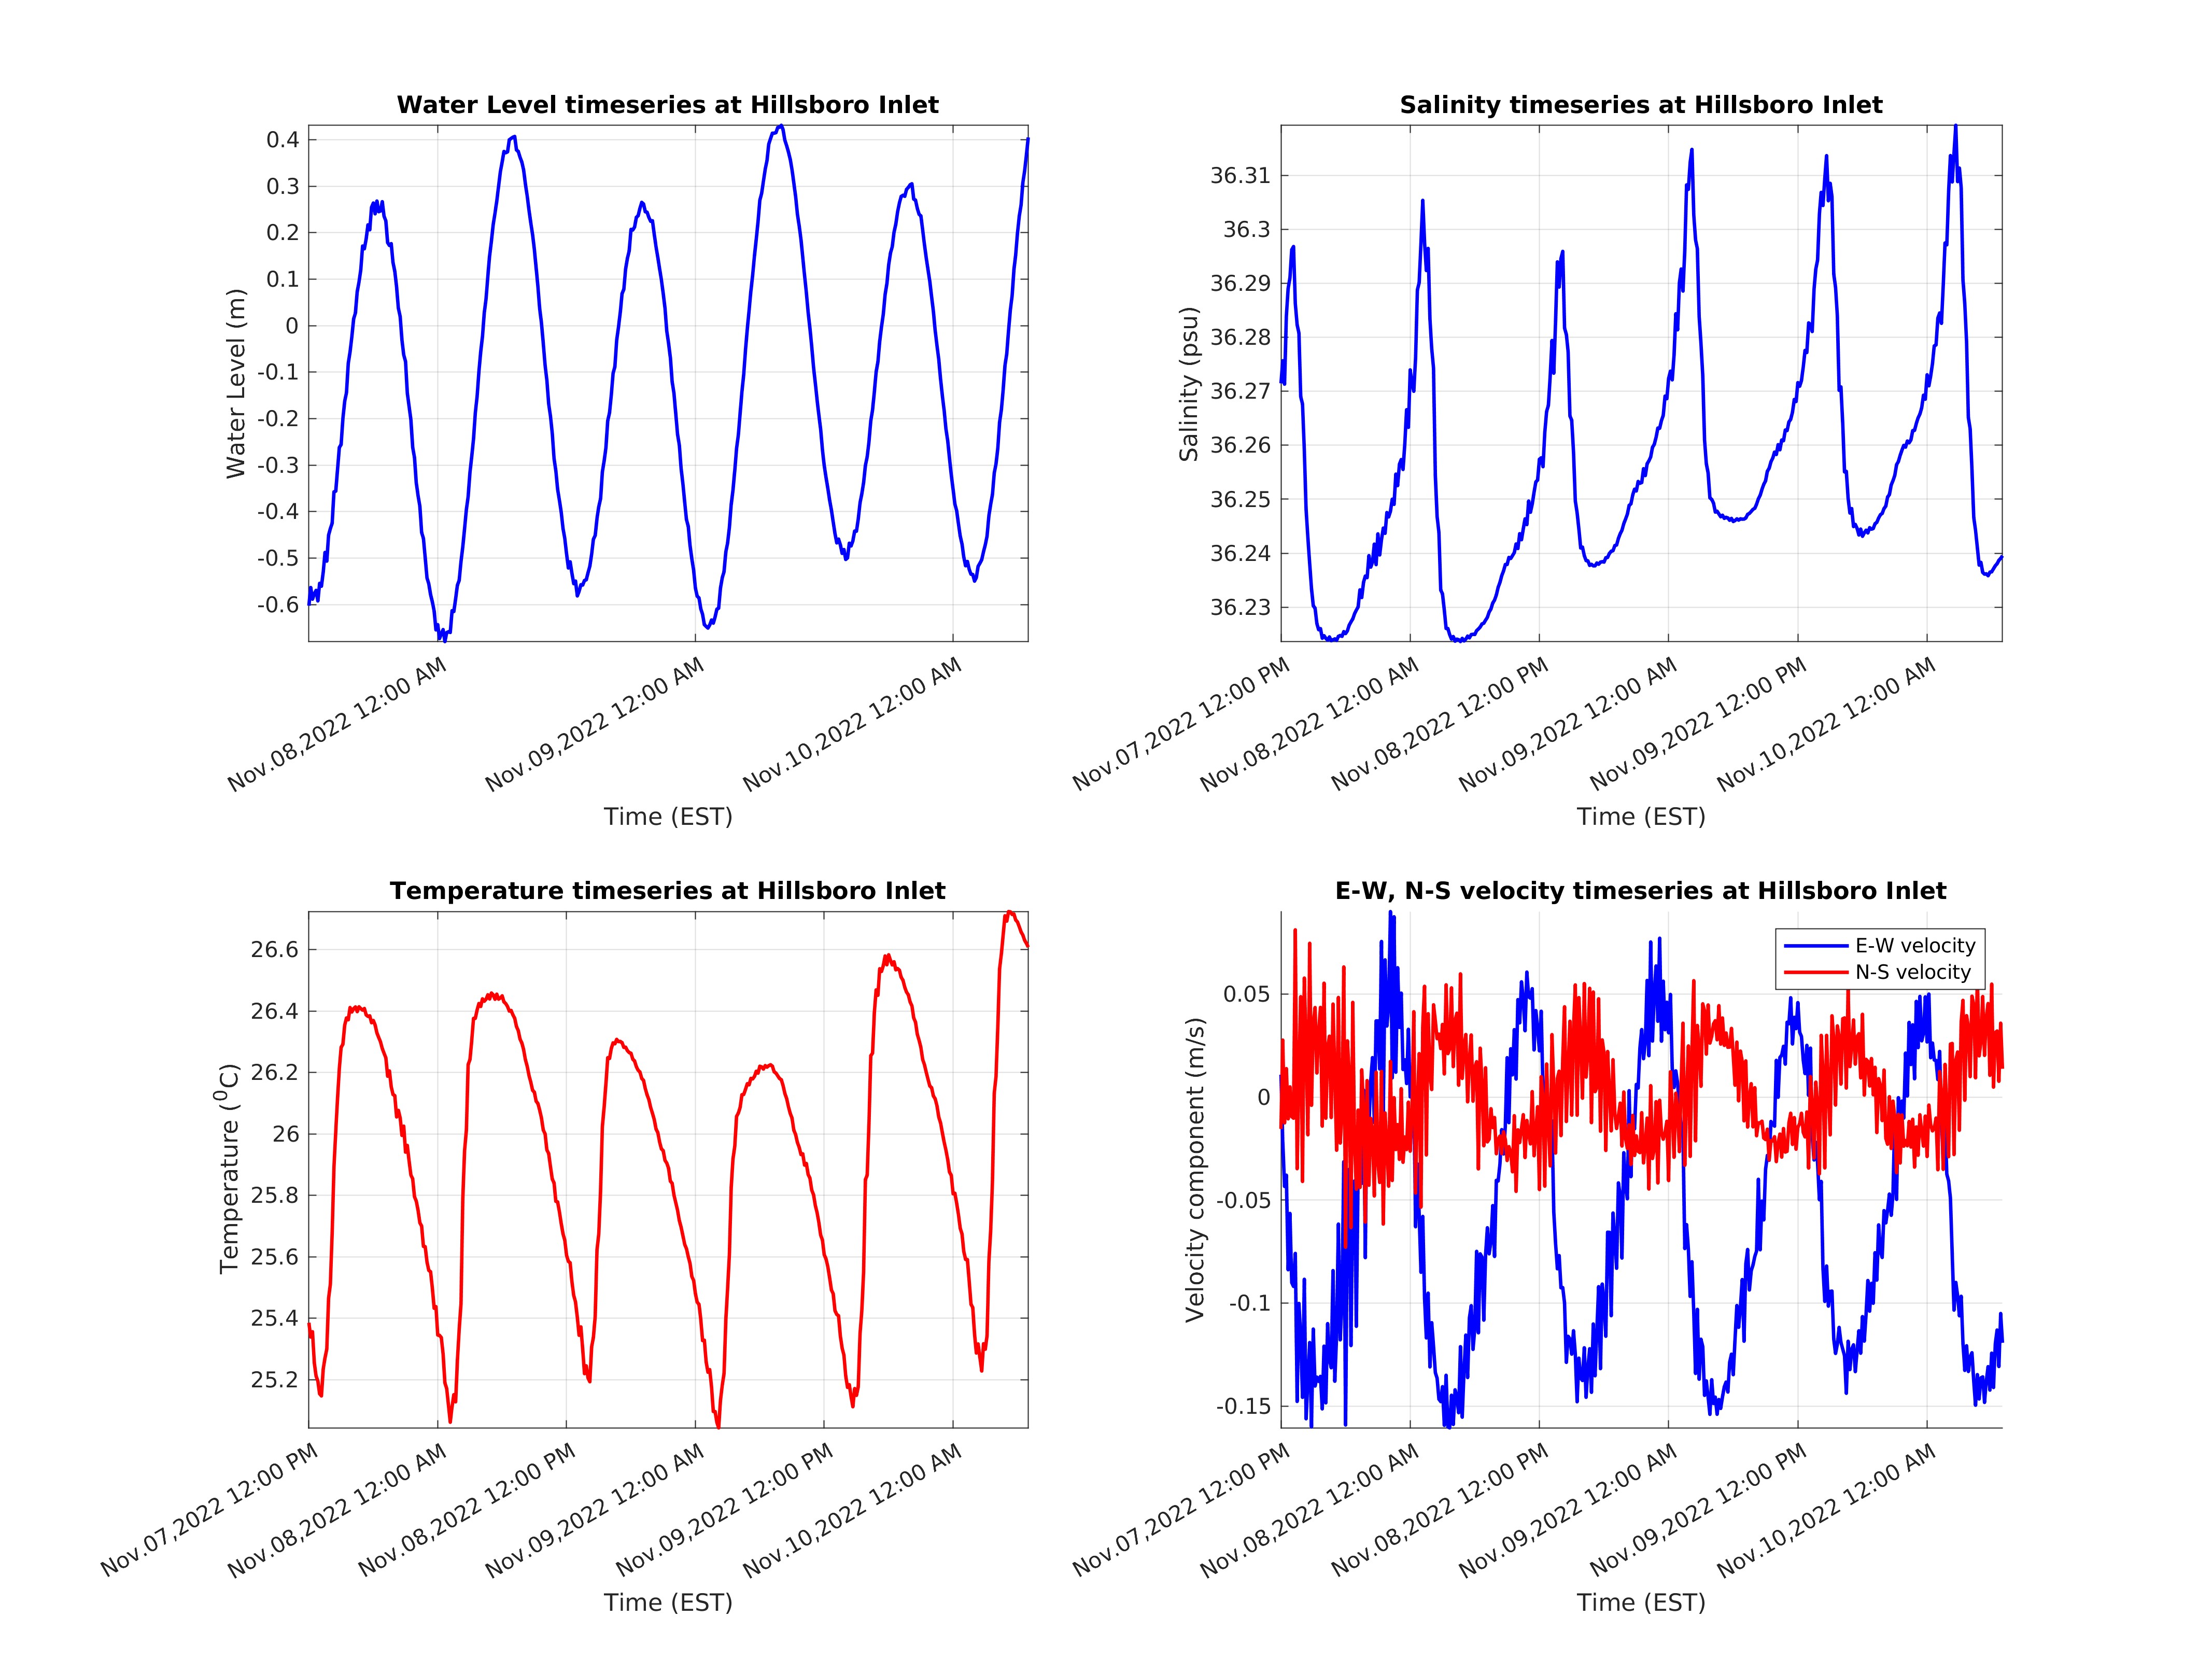 Water Level timeseries at Hillsboro Inlet
Water Level (m)
0.4
0.3
0.2
0.1
0
-0.1
-0.2
-0.3
-0.4
-0.5
-0.6
Nov.08,2022 12:00 AM
Nov.09,2022 12:00 AM
Nov.10,2022 12:00 AM
Time (EST)
Salinity timeseries at Hillsboro Inlet
Salinity (psu)
36.31
36.3
36.29
36.28
36.27
36.26
36.25
36.24
36.23
Nov.07,2022 12:00 PM
Nov.08,2022 12:00 AM
Nov.08,2022 12:00 PM
Nov.09,2022 12:00 AM
Nov.09,2022 12:00 PM
Nov.10,2022 12:00 AM
Time (EST)
Temperature timeseries at Hillsboro Inlet
Temperature (⁰C)
26.6
26.4
26.2
26
25.8
25.6
25.4
25.2
Nov.07,2022 12:00 PM
Nov.08,2022 12:00 AM
Nov.08,2022 12:00 PM
Nov.09,2022 12:00 AM
Nov.09,2022 12:00 PM
Nov.10,2022 12:00 AM
Time (EST)
E-W, N-S velocity timeseries at Hillsboro Inlet
Velocity component (m/s)
0.05
0
-0.05
-0.1
-0.15
E-W velocity
N-S velocity
Nov.07,2022 12:00 PM
Nov.08,2022 12:00 AM
Nov.08,2022 12:00 PM
Nov.09,2022 12:00 AM
Nov.09,2022 12:00 PM
Nov.10,2022 12:00 AM
Time (EST)